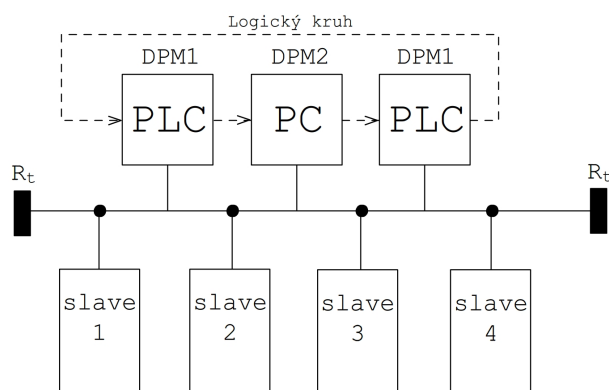 Logický kruh
DPM1 DPM2 DPM1
PLC PC PLC
Rt Rt
slave slave slave slave
1 2 3 4